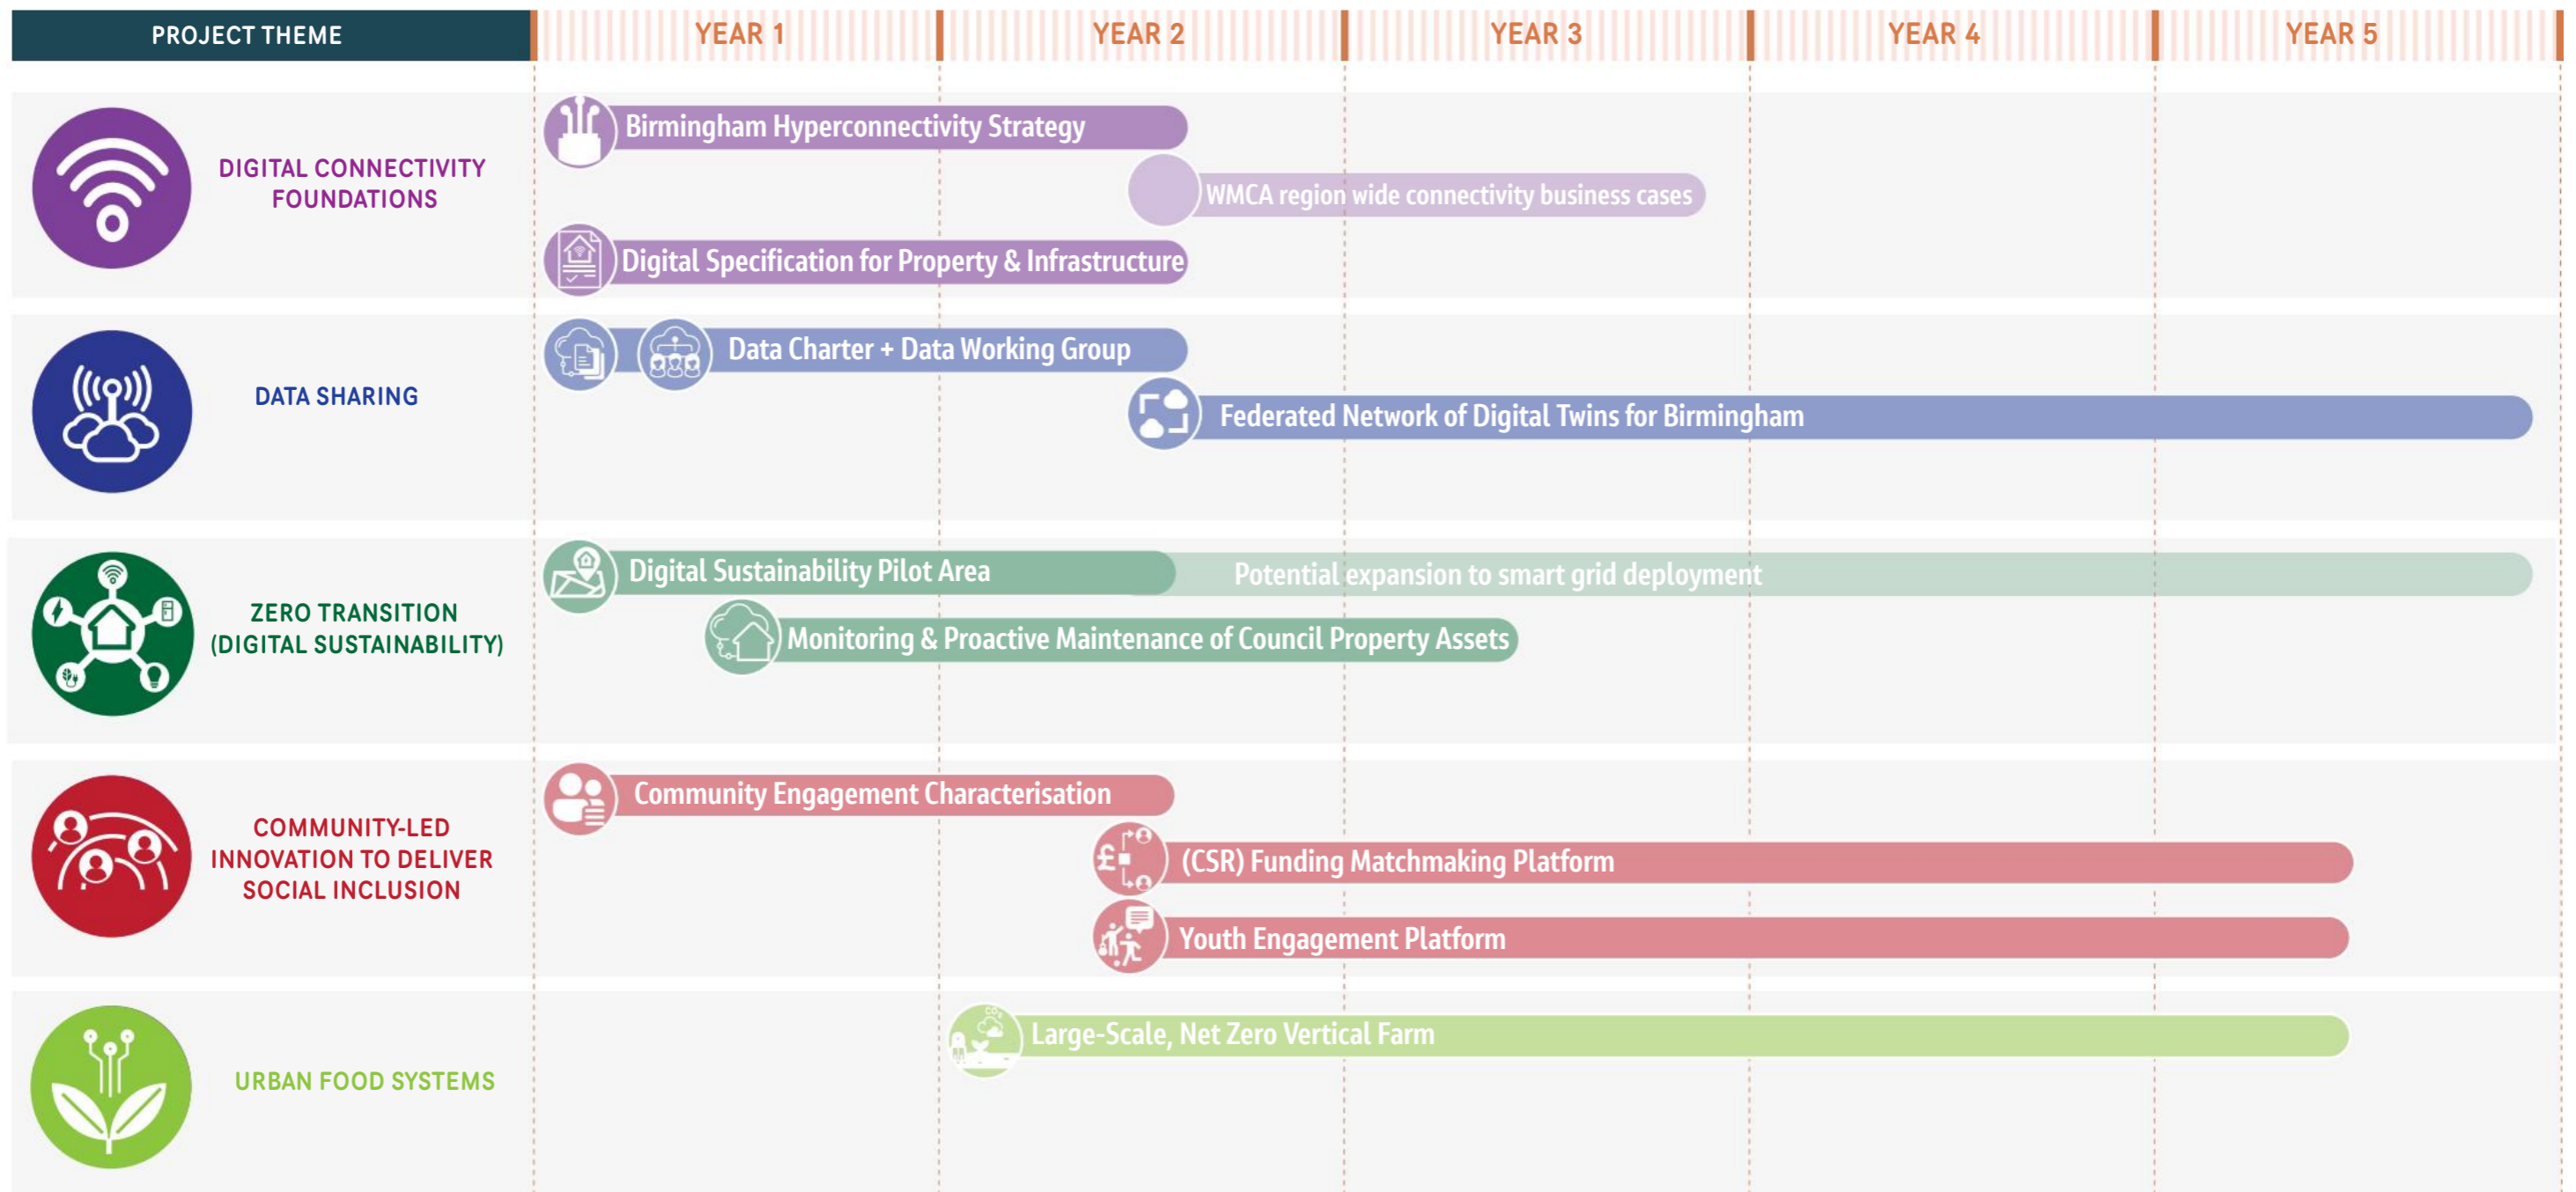 PROJECT THEME
YEAR 1
YEAR 2
YEAR 3
YEAR 4
YEAR 5
DIGITAL CONNECTIVITY
FOUNDATIONS
Birmingham Hyperconnectivity Strategy
WMCA region wide connectivity business cases
Digital Specification for Property & Infrastructure
DATA SHARING
Data Charter + Data Working Group
Federated Network of Digital Twins for Birmingham
ZERO TRANSITION
(DIGITAL SUSTAINABILITY)
Digital Sustainability Pilot Area
Potential expansion to smart grid deployment
Monitoring & Proactive Maintenance of Council Property Assets
COMMUNITY-LED
INNOVATION TO DELIVER
SOCIAL INCLUSION
Community Engagement Characterisation
£
(CSR) Funding Matchmaking Platform
Youth Engagement Platform
URBAN FOOD SYSTEMS
CO₂
Large-Scale, Net Zero Vertical Farm